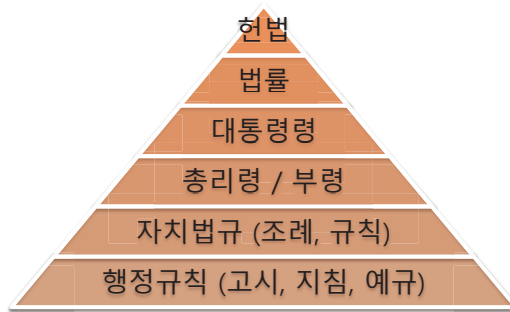 헌법
법률
대통령령
총리령 / 부령
자치법규 (조례, 규칙)
행정규칙 (고시, 지침, 예규)